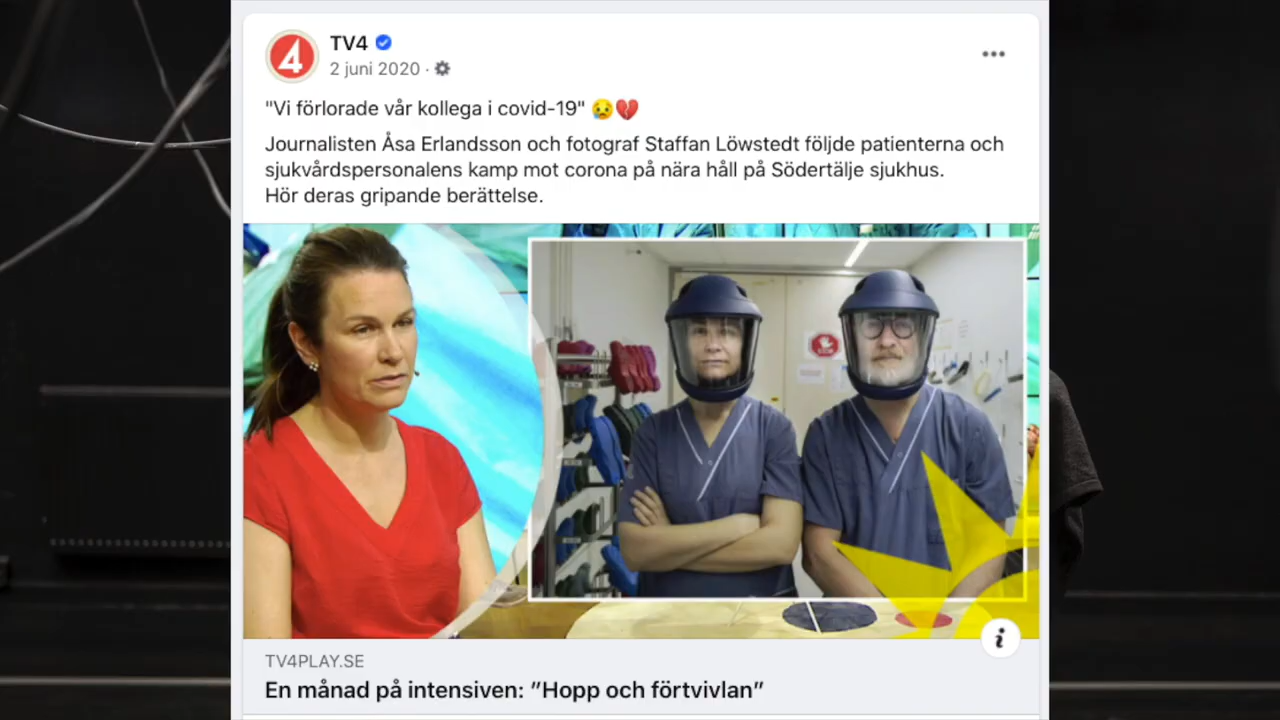 TV4
2 juni 2020 ·
"Vi förlorade vår kollega i covid-19" 😥💔
Journalisten Åsa Erlandsson och fotograf Staffan Löwstedt följde patienterna och
sjukvårdspersonalens kamp mot corona på nära håll på Södertälje sjukhus.
Hör deras gripande berättelse.
STOP
TV4PLAY.SE
En månad på intensiven: ”Hopp och förtvivlan”